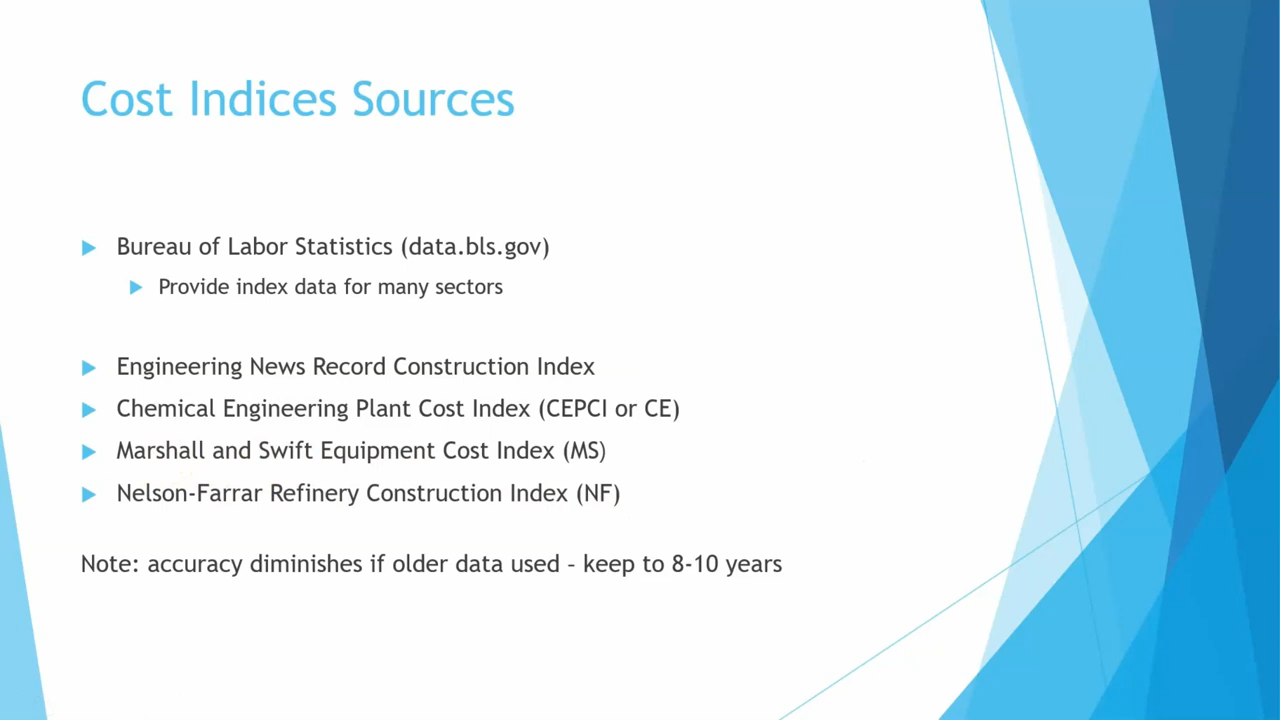 Cost Indices Sources
Bureau of Labor Statistics (data.bls.gov)
Provide index data for many sectors
Engineering News Record Construction Index
Chemical Engineering Plant Cost Index (CEPCI or CE)
Marshall and Swift Equipment Cost Index (MS)
Nelson-Farrar Refinery Construction Index (NF)
Note: accuracy diminishes if older data used – keep to 8-10 years